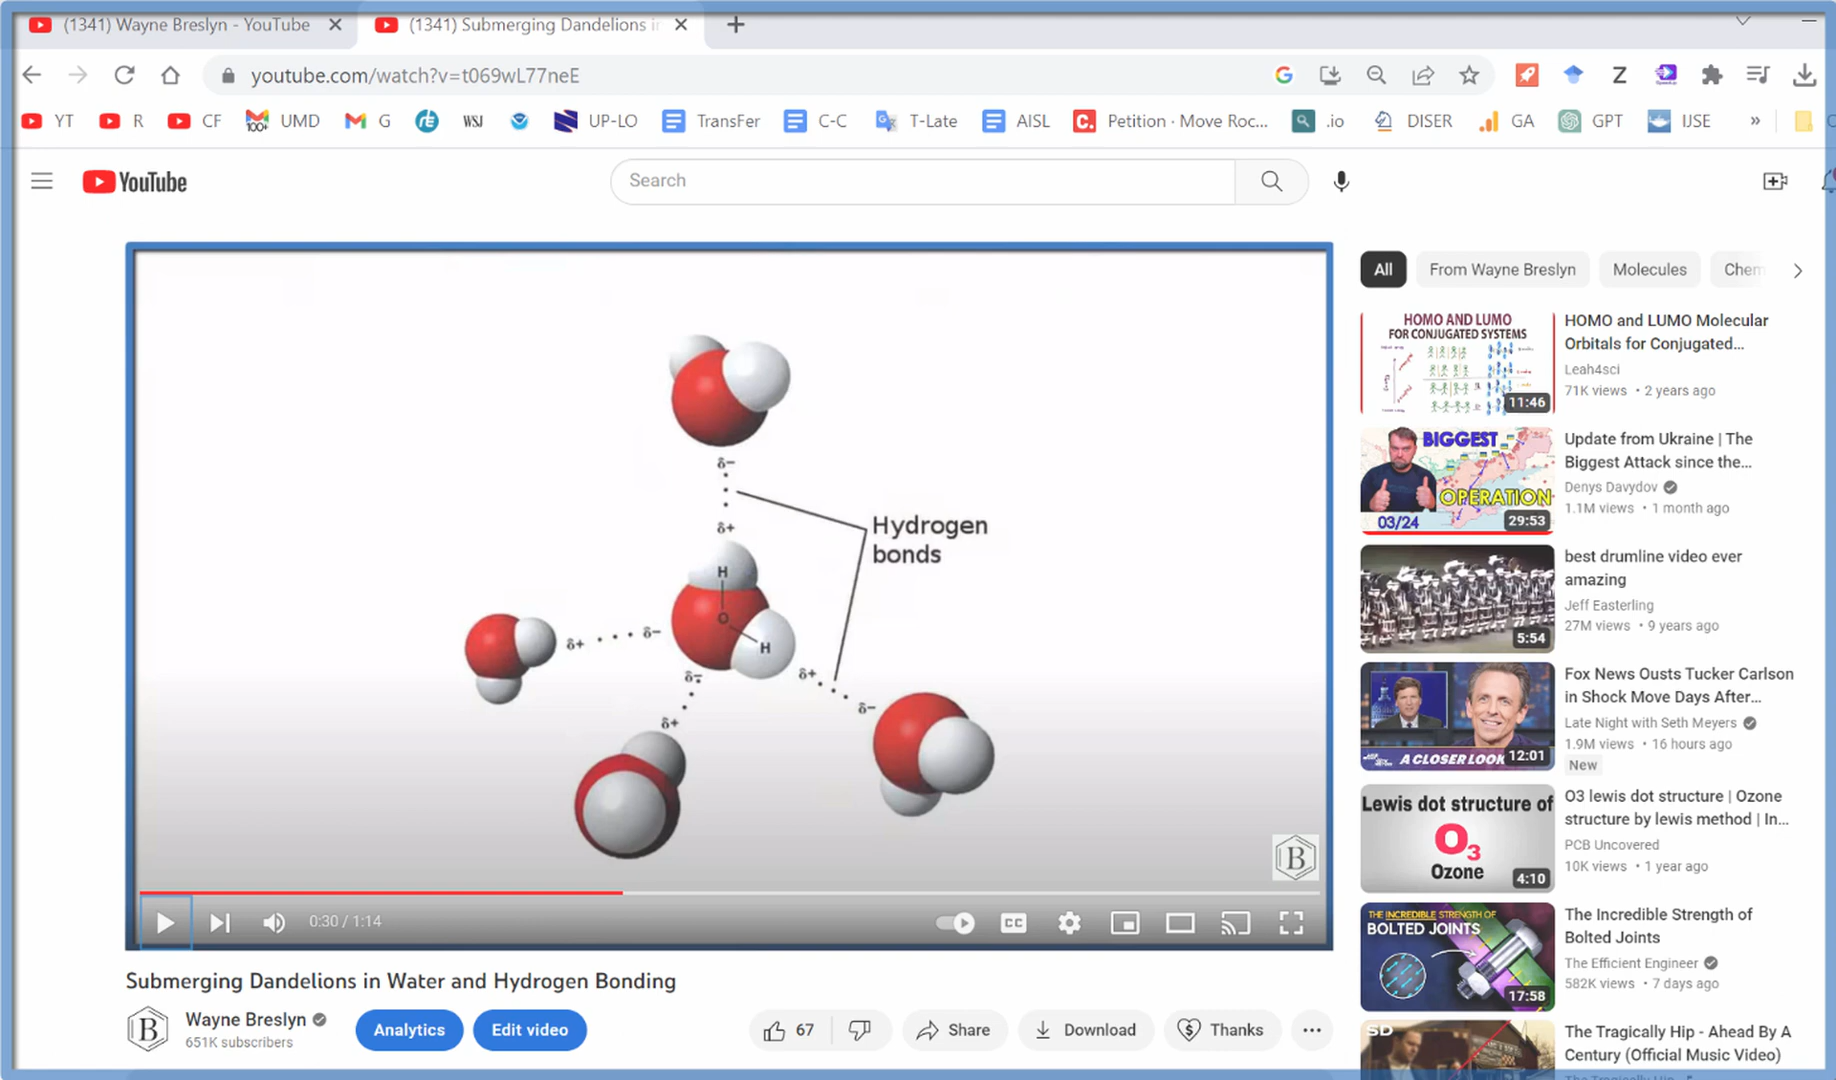 (1341) Wayne Breslyn - YouTube
(1341) Submerging Dandelions in
youtube.com/watch?v=t069wL77neE
YT R CF UMD G WSJ UP-LO TransFer C-C T-Late AISL Petition · Move Roc... .io DISER GA GPT IJSE »
YouTube
Search
All From Wayne Breslyn Molecules Chem
δ-
δ+
Hydrogen
bonds
H
O
H
δ+
δ-
δ-
δ+
δ+
δ-
B
0:30 / 1:14
CC
Submerging Dandelions in Water and Hydrogen Bonding
B
Wayne Breslyn
651K subscribers
Analytics
Edit video
67
Share
Download
Thanks
HOMO AND LUMO
FOR CONJUGATED SYSTEMS
11:46
HOMO and LUMO Molecular
Orbitals for Conjugated...
Leah4sci
71K views • 2 years ago
BIGGEST
OPERATION
03/24
29:53
Update from Ukraine | The
Biggest Attack since the...
Denys Davydov
1.1M views • 1 month ago
5:54
best drumline video ever
amazing
Jeff Easterling
27M views • 9 years ago
A CLOSER LOOK
12:01
Fox News Ousts Tucker Carlson
in Shock Move Days After...
Late Night with Seth Meyers
1.9M views • 16 hours ago
New
Lewis dot structure of
O3
Ozone
4:10
O3 lewis dot structure | Ozone
structure by lewis method | In...
PCB Uncovered
10K views • 1 year ago
THE INCREDIBLE STRENGTH OF
BOLTED JOINTS
17:58
The Incredible Strength of
Bolted Joints
The Efficient Engineer
582K views • 7 days ago
SD
The Tragically Hip - Ahead By A
Century (Official Music Video)